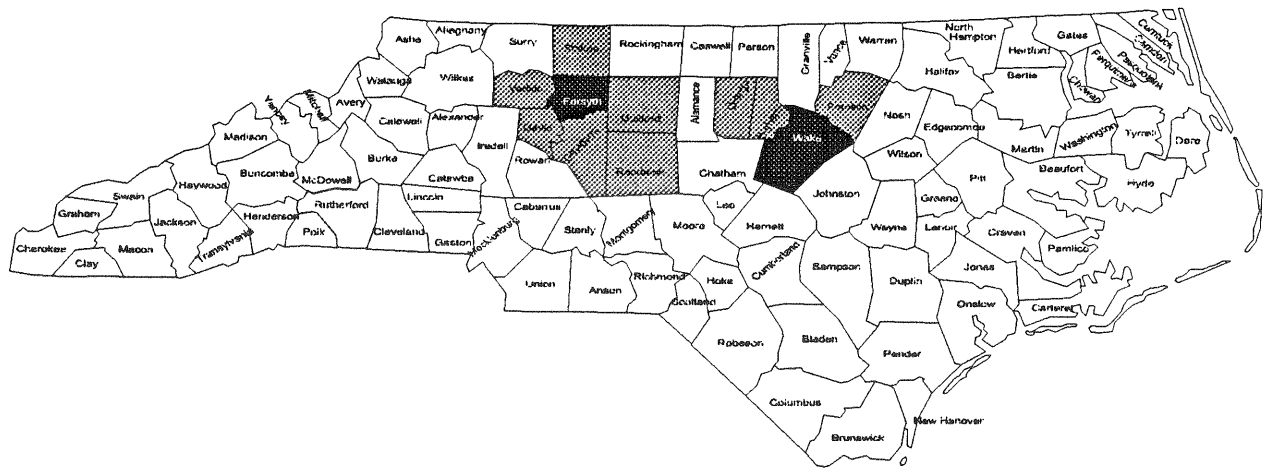 Ashe
Alleghany
Surry
Stokes
Rockingham
Caswell
Person
Granville
Vance
Warren
North
Hampton
Hertford
Gates
Currituck
Camden
Pasquotank
Perquimans
Chowan
Bertie
Halifax
Watauga
Wilkes
Yadkin
Forsyth
Guilford
Alamance
Franklin
Nash
Edgecombe
Martin
Washington
Tyrrell
Dare
Mitchell
Yancey
Avery
Caldwell
Alexander
Iredell
Davie
Wake
Madison
Burke
Rowan
Randolph
Chatham
Wilson
Pitt
Beaufort
Hyde
Haywood
Buncombe
McDowell
Catawba
Lincoln
Johnston
Greene
Swain
Graham
Jackson
Henderson
Rutherford
Polk
Cleveland
Gaston
Cabarrus
Stanly
Montgomery
Moore
Lee
Harnett
Wayne
Lenoir
Craven
Pamlico
Cherokee
Clay
Macon
Transylvania
Mecklenburg
Union
Anson
Richmond
Scotland
Hoke
Cumberland
Sampson
Duplin
Jones
Onslow
Carteret
Robeson
Bladen
Pender
Columbus
Brunswick
New Hanover